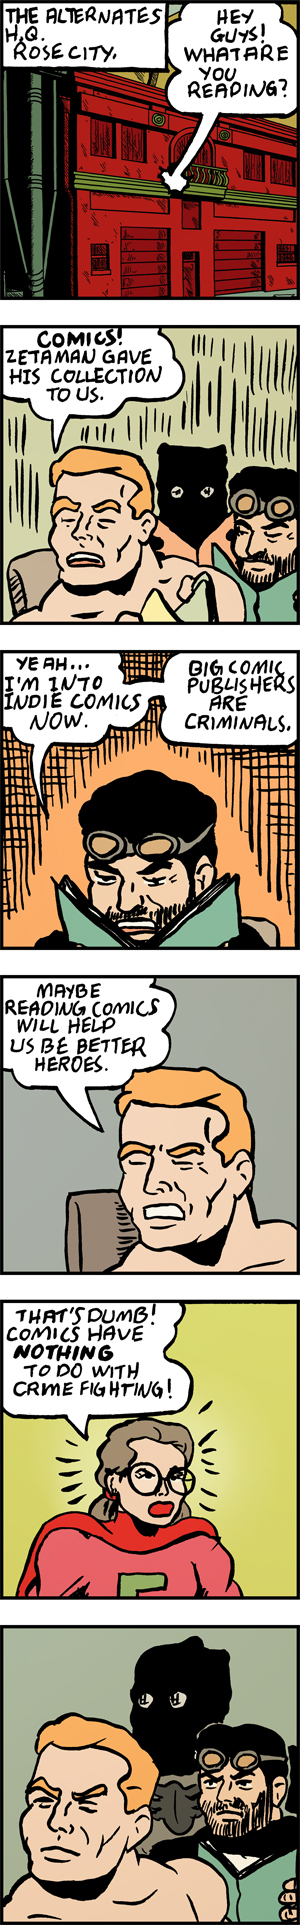 THE ALTERNATES
H.Q.
ROSE CITY.
HEY
GUYS!
WHAT ARE
YOU
READING?
COMICS!
ZETAMAN GAVE
HIS COLLECTION
TO US.
YEAH...
I'M INTO
INDIE COMICS
NOW.
BIG COMIC
PUBLISHERS
ARE
CRIMINALS.
MAYBE
READING COMICS
WILL HELP
US BE BETTER
HEROES.
THAT'S DUMB!
COMICS HAVE
NOTHING
TO DO WITH
CRIME FIGHTING!